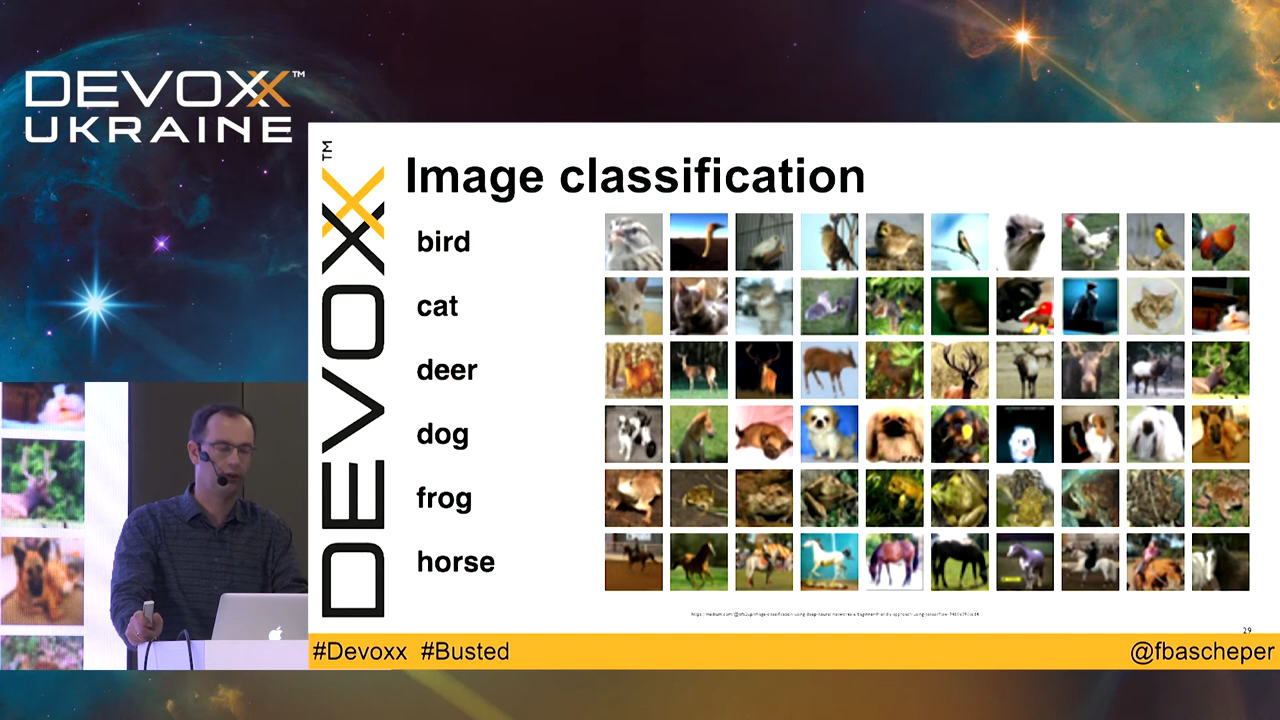 DEVOXX™
UKRAINE
DEVOXX™
Image classification
bird
cat
deer
dog
frog
horse
29
#Devoxx #Busted
@fbascheper